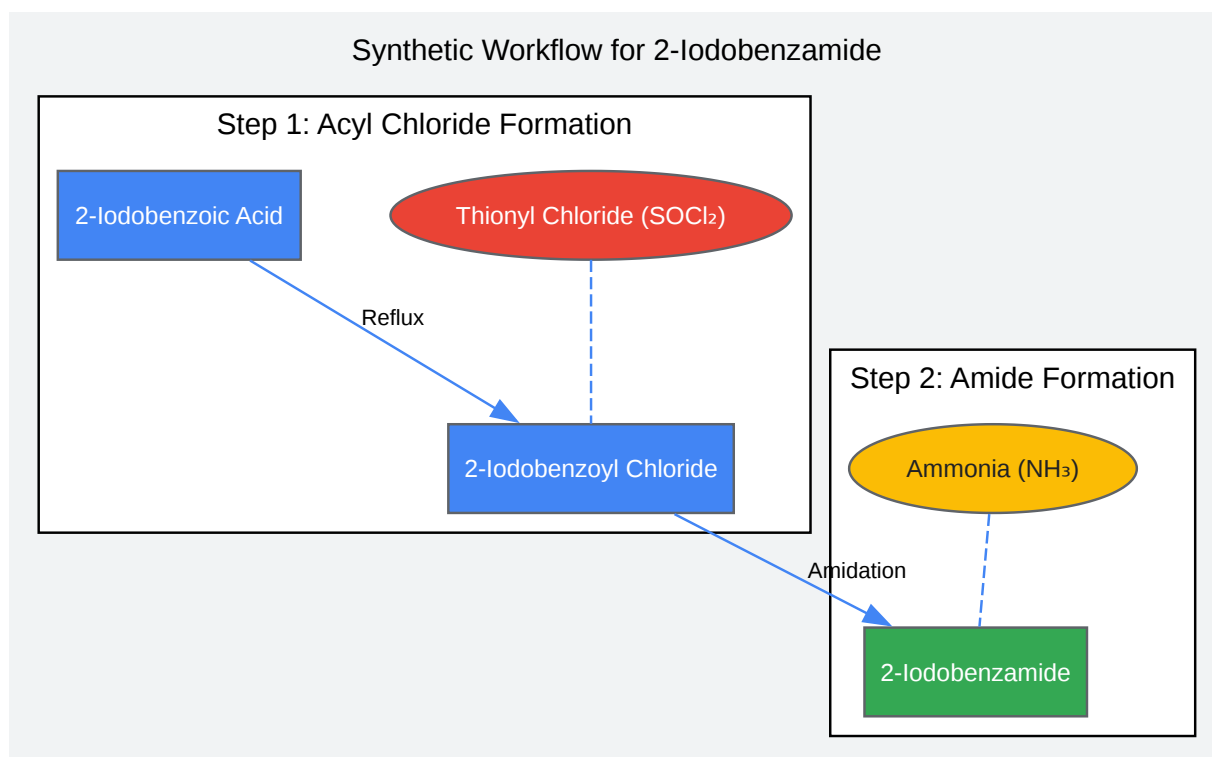 Synthetic Workflow for 2-Iodobenzamide
Step 1: Acyl Chloride Formation
2-Iodobenzoic Acid
Thionyl Chloride (SOCl₂)
Reflux
2-Iodobenzoyl Chloride
Step 2: Amide Formation
Ammonia (NH₃)
Amidation
2-Iodobenzamide